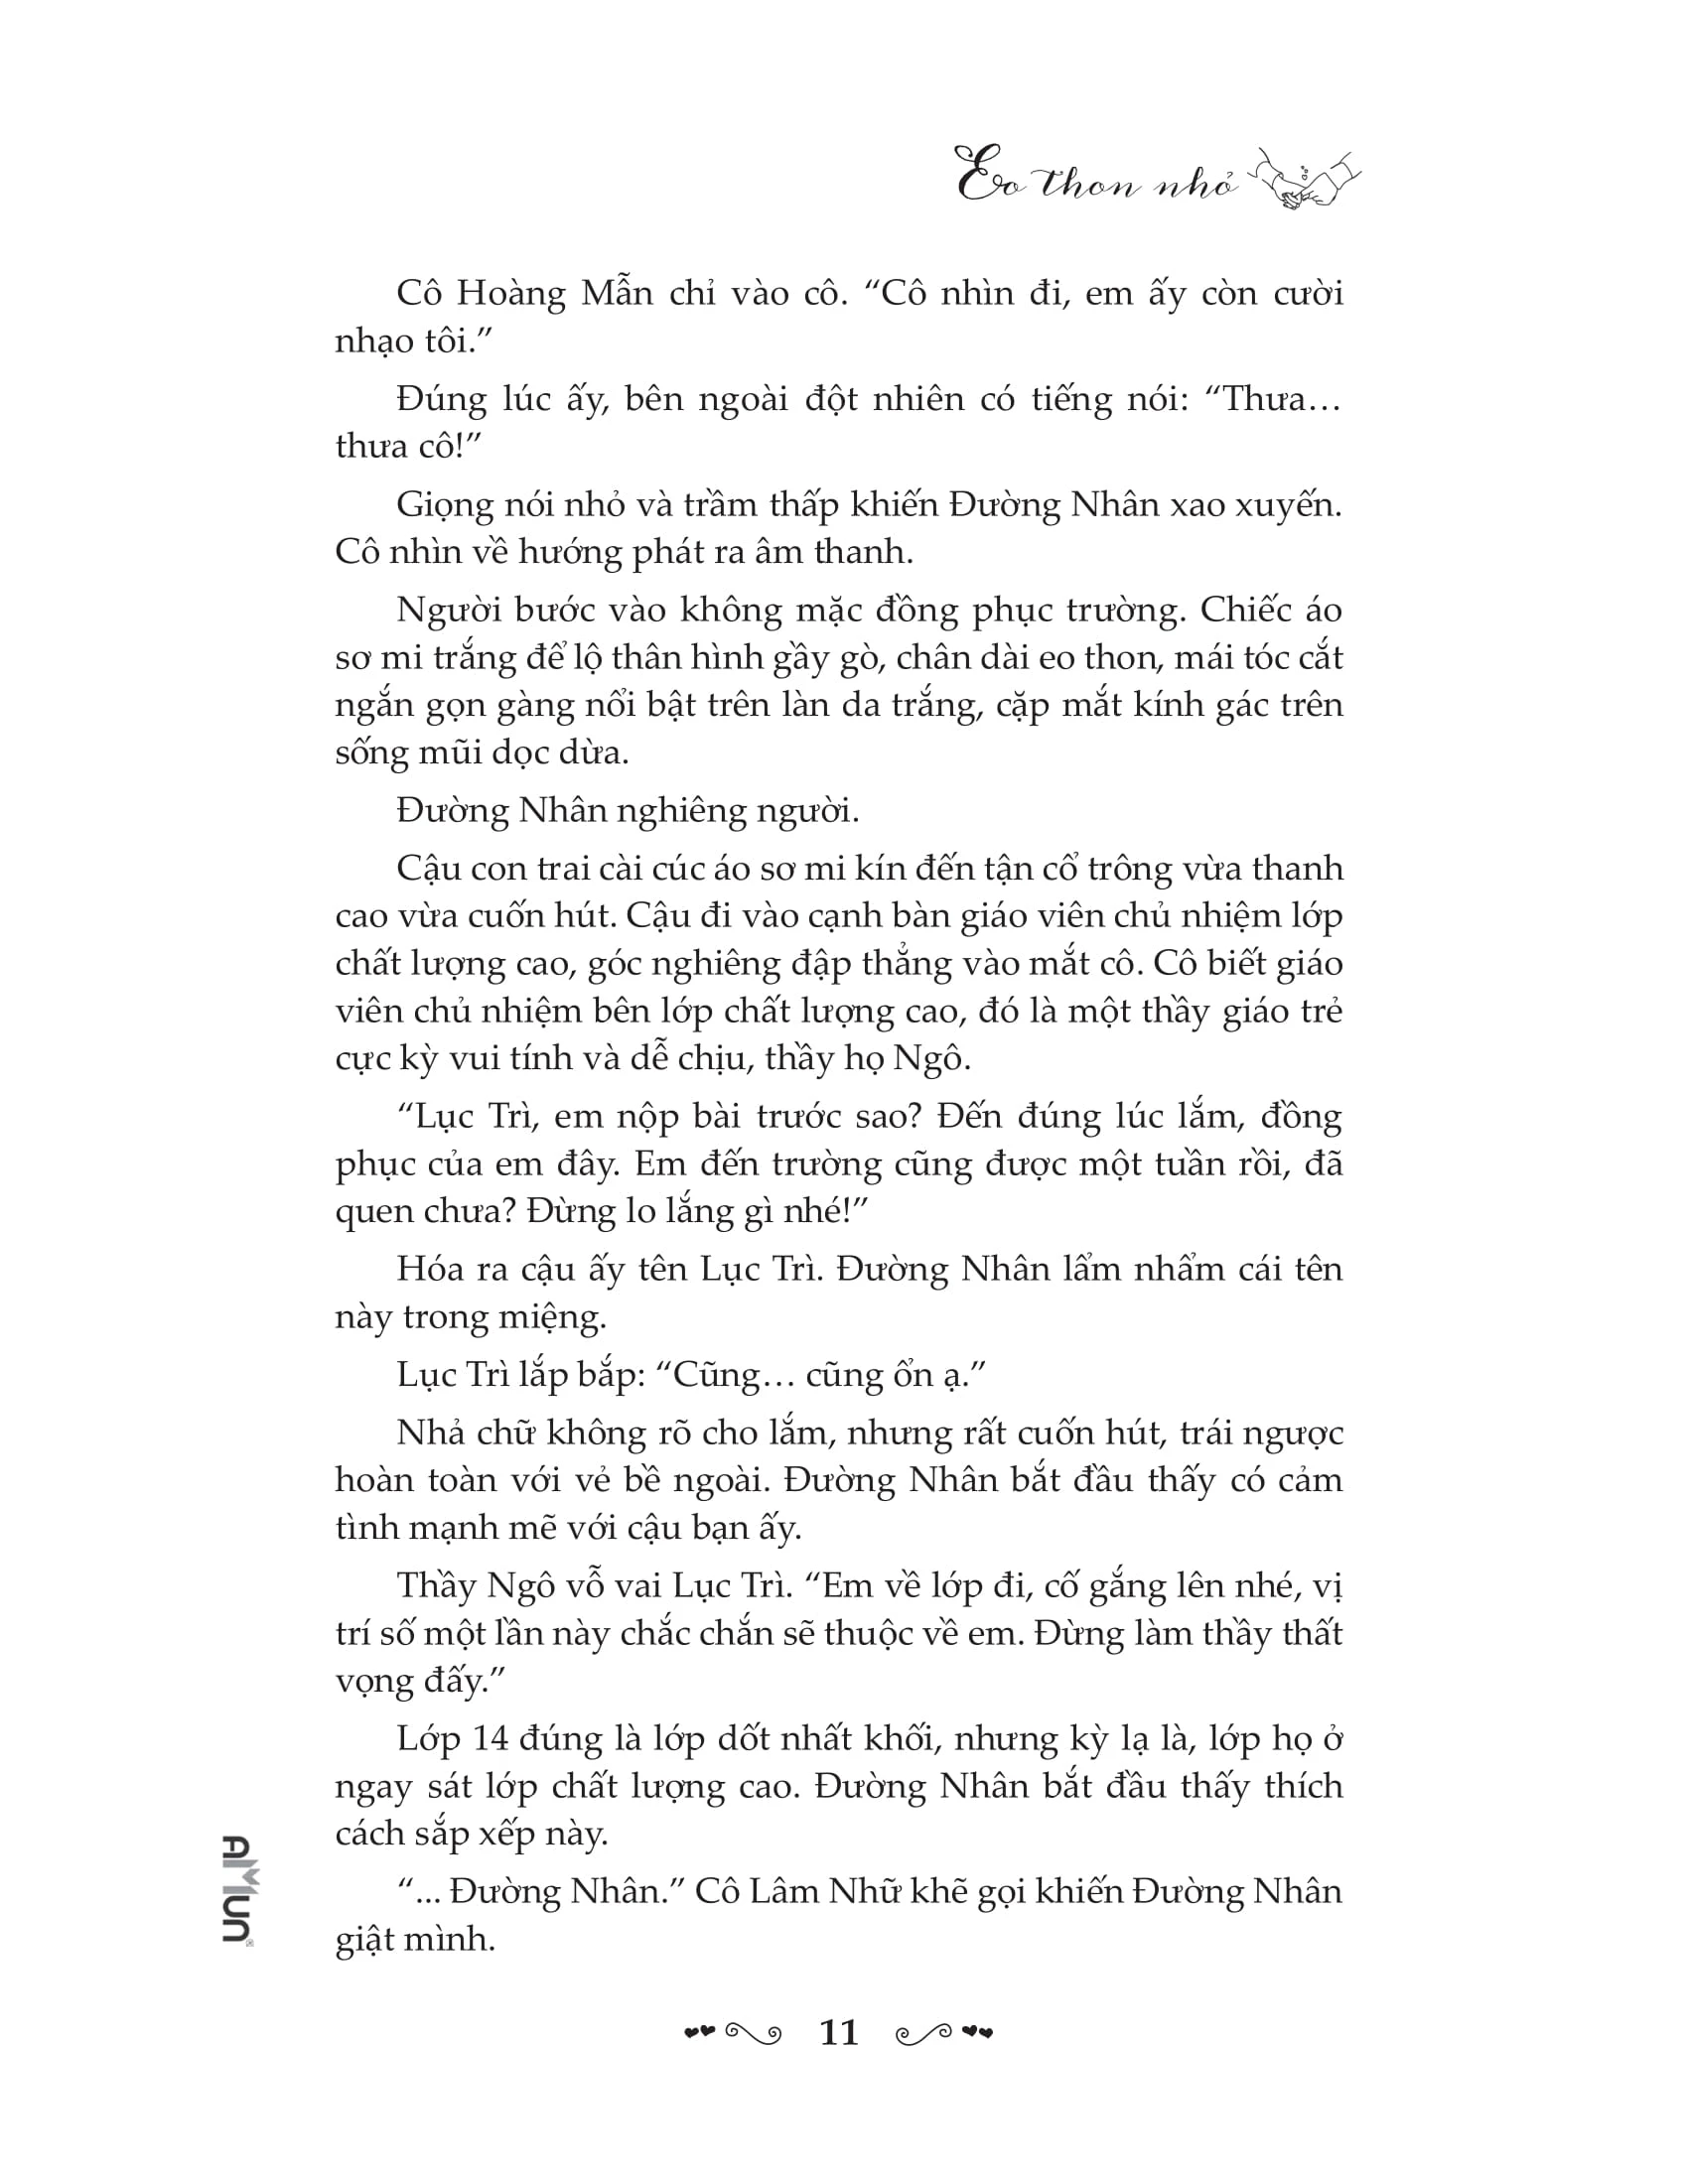 Eo thon nhỏ
Cô Hoàng Mẫn chỉ vào cô. “Cô nhìn đi, em ấy còn cười
nhạo tôi.”
Đúng lúc ấy, bên ngoài đột nhiên có tiếng nói: “Thưa…
thưa cô!”
Giọng nói nhỏ và trầm thấp khiến Đường Nhân xao xuyến.
Cô nhìn về hướng phát ra âm thanh.
Người bước vào không mặc đồng phục trường. Chiếc áo
sơ mi trắng để lộ thân hình gầy gò, chân dài eo thon, mái tóc cắt
ngắn gọn gàng nổi bật trên làn da trắng, cặp mắt kính gác trên
sống mũi dọc dừa.
Đường Nhân nghiêng người.
Cậu con trai cài cúc áo sơ mi kín đến tận cổ trông vừa thanh
cao vừa cuốn hút. Cậu đi vào cạnh bàn giáo viên chủ nhiệm lớp
chất lượng cao, góc nghiêng đập thẳng vào mắt cô. Cô biết giáo
viên chủ nhiệm bên lớp chất lượng cao, đó là một thầy giáo trẻ
cực kỳ vui tính và dễ chịu, thầy họ Ngô.
“Lục Trì, em nộp bài trước sao? Đến đúng lúc lắm, đồng
phục của em đây. Em đến trường cũng được một tuần rồi, đã
quen chưa? Đừng lo lắng gì nhé!”
Hóa ra cậu ấy tên Lục Trì. Đường Nhân lẩm nhẩm cái tên
này trong miệng.
Lục Trì lắp bắp: “Cũng… cũng ổn ạ.”
Nhả chữ không rõ cho lắm, nhưng rất cuốn hút, trái ngược
hoàn toàn với vẻ bề ngoài. Đường Nhân bắt đầu thấy có cảm
tình mạnh mẽ với cậu bạn ấy.
Thầy Ngô vỗ vai Lục Trì. “Em về lớp đi, cố gắng lên nhé, vị
trí số một lần này chắc chắn sẽ thuộc về em. Đừng làm thầy thất
vọng đấy.”
Lớp 14 đúng là lớp dốt nhất khối, nhưng kỳ lạ là, lớp họ ở
ngay sát lớp chất lượng cao. Đường Nhân bắt đầu thấy thích
cách sắp xếp này.
“... Đường Nhân.” Cô Lâm Nhữ khẽ gọi khiến Đường Nhân
giật mình.
AMUN®
11